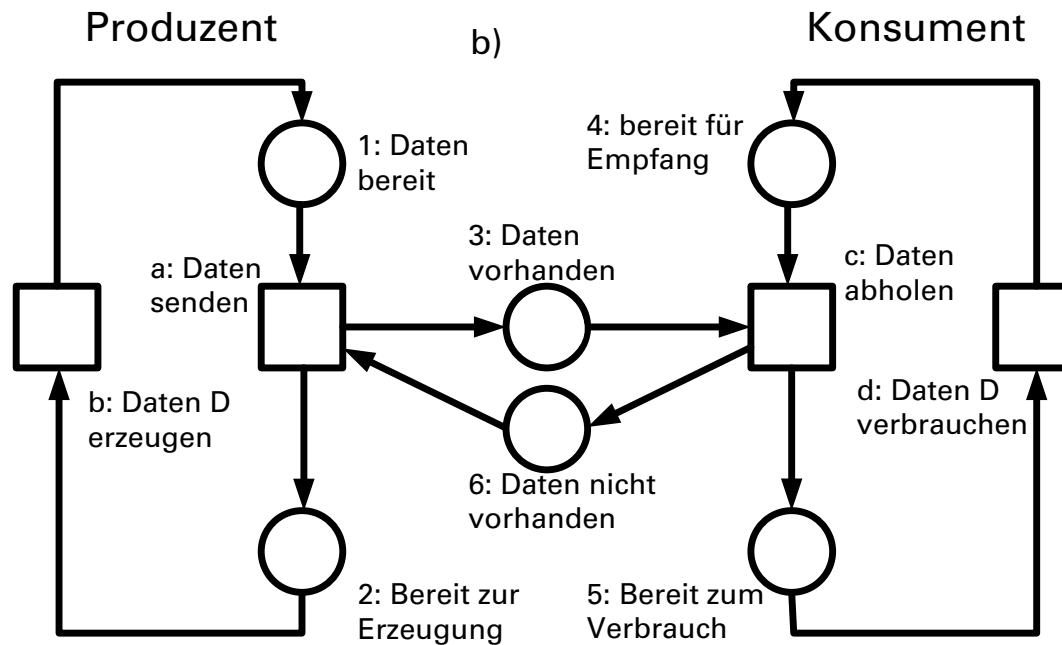 Produzent
b)
Konsument
1: Daten
bereit
4: bereit für
Empfang
3: Daten
vorhanden
a: Daten
senden
c: Daten
abholen
b: Daten D
erzeugen
d: Daten D
verbrauchen
6: Daten nicht
vorhanden
2: Bereit zur
Erzeugung
5: Bereit zum
Verbrauch